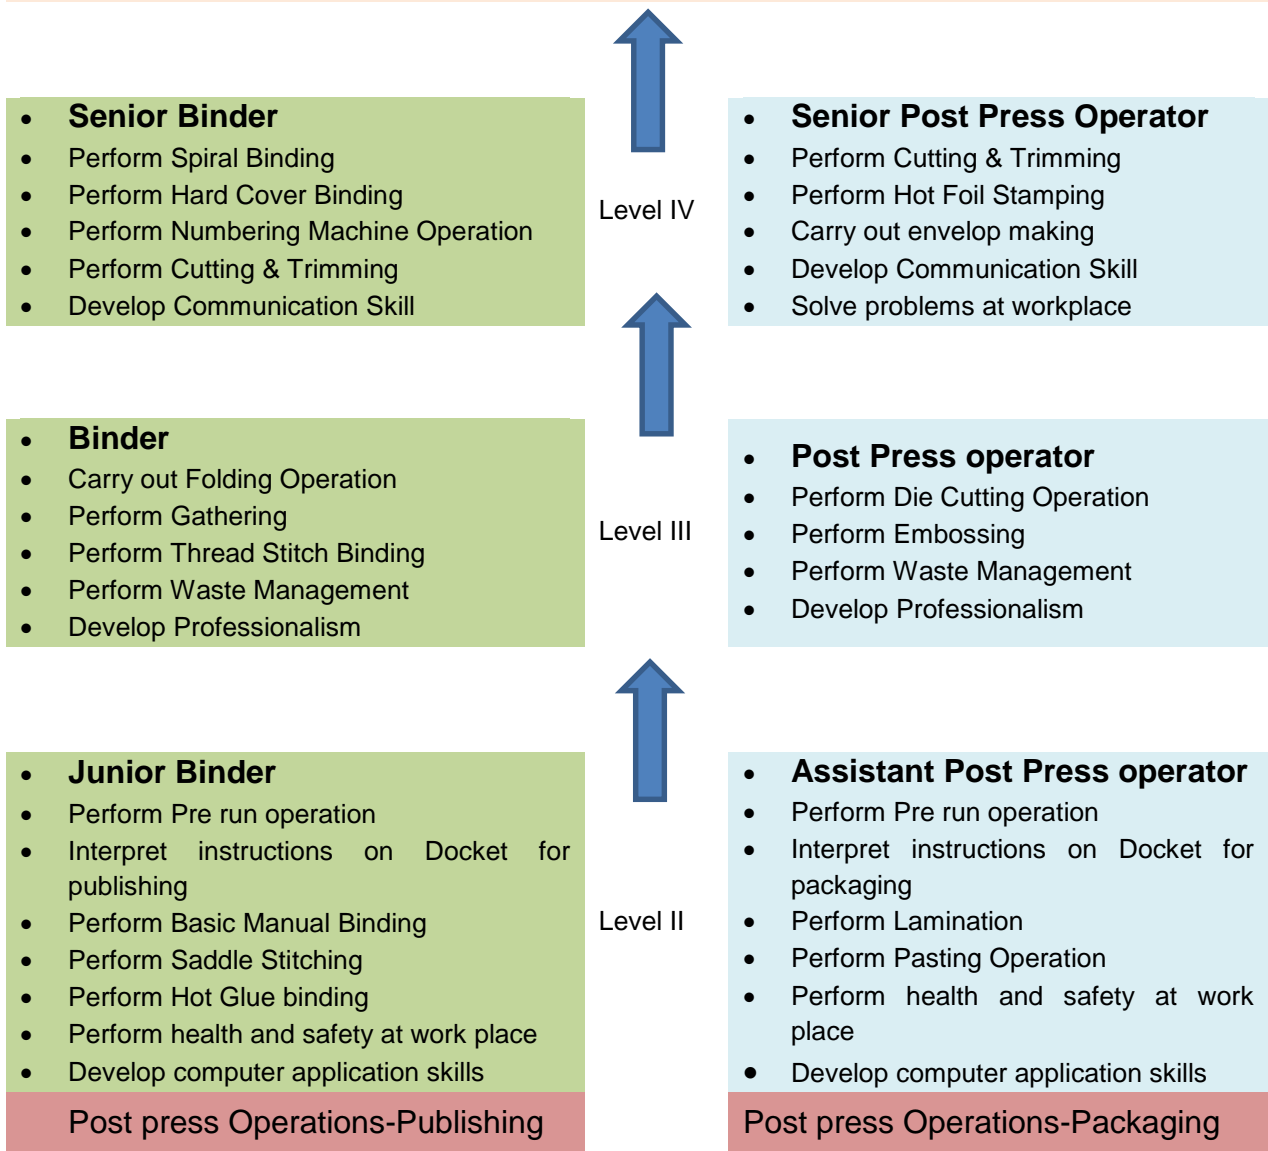 • Senior Binder
• Perform Spiral Binding
• Perform Hard Cover Binding
• Perform Numbering Machine Operation
• Perform Cutting & Trimming
• Develop Communication Skill
Level IV
• Senior Post Press Operator
• Perform Cutting & Trimming
• Perform Hot Foil Stamping
• Carry out envelop making
• Develop Communication Skill
• Solve problems at workplace
• Binder
• Carry out Folding Operation
• Perform Gathering
• Perform Thread Stitch Binding
• Perform Waste Management
• Develop Professionalism
Level III
• Post Press operator
• Perform Die Cutting Operation
• Perform Embossing
• Perform Waste Management
• Develop Professionalism
• Junior Binder
• Perform Pre run operation
• Interpret instructions on Docket for
publishing
• Perform Basic Manual Binding
• Perform Saddle Stitching
• Perform Hot Glue binding
• Perform health and safety at work place
• Develop computer application skills
Level II
• Assistant Post Press operator
• Perform Pre run operation
• Interpret instructions on Docket for
packaging
• Perform Lamination
• Perform Pasting Operation
• Perform health and safety at work
place
• Develop computer application skills
Post press Operations-Publishing
Post press Operations-Packaging